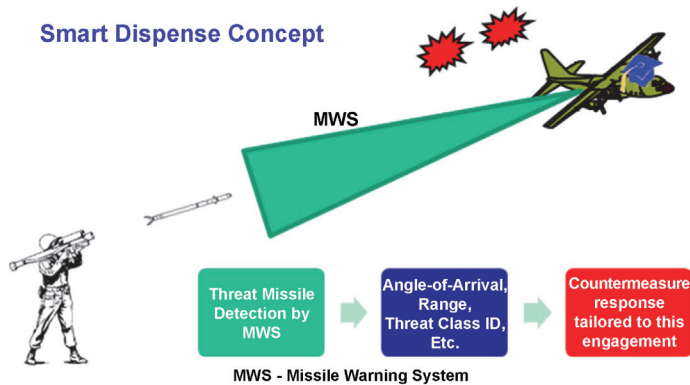 Smart Dispense Concept
MWS
Threat Missile
Detection by
MWS
Angle-of-Arrival,
Range,
Threat Class ID,
Etc.
Countermeasure
response
tailored to this
engagement
MWS - Missile Warning System